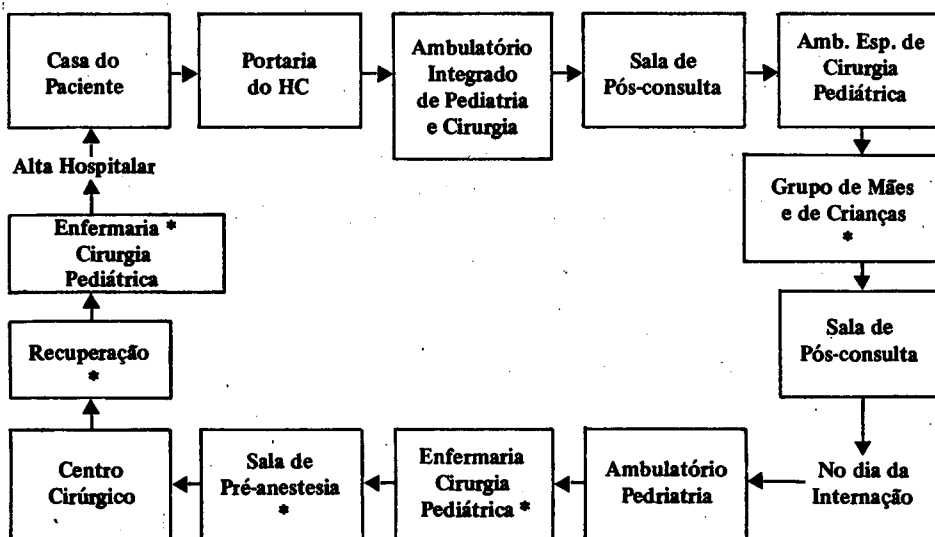 Casa do
Paciente
Portaria
do HC
Ambulatório
Integrado
de Pediatria
e Cirurgia
Sala de
Pós-consulta
Amb. Esp. de
Cirurgia
Pediátrica
Grupo de Mães
e de Crianças
*
Sala de
Pós-consulta
No dia da
Internação
Ambulatório
Pedriatria
Enfermaria
Cirurgia
Pediátrica *
Sala de
Pré-anestesia
*
Centro
Cirúrgico
Recuperação
*
Enfermaria *
Cirurgia
Pediátrica
Alta Hospitalar